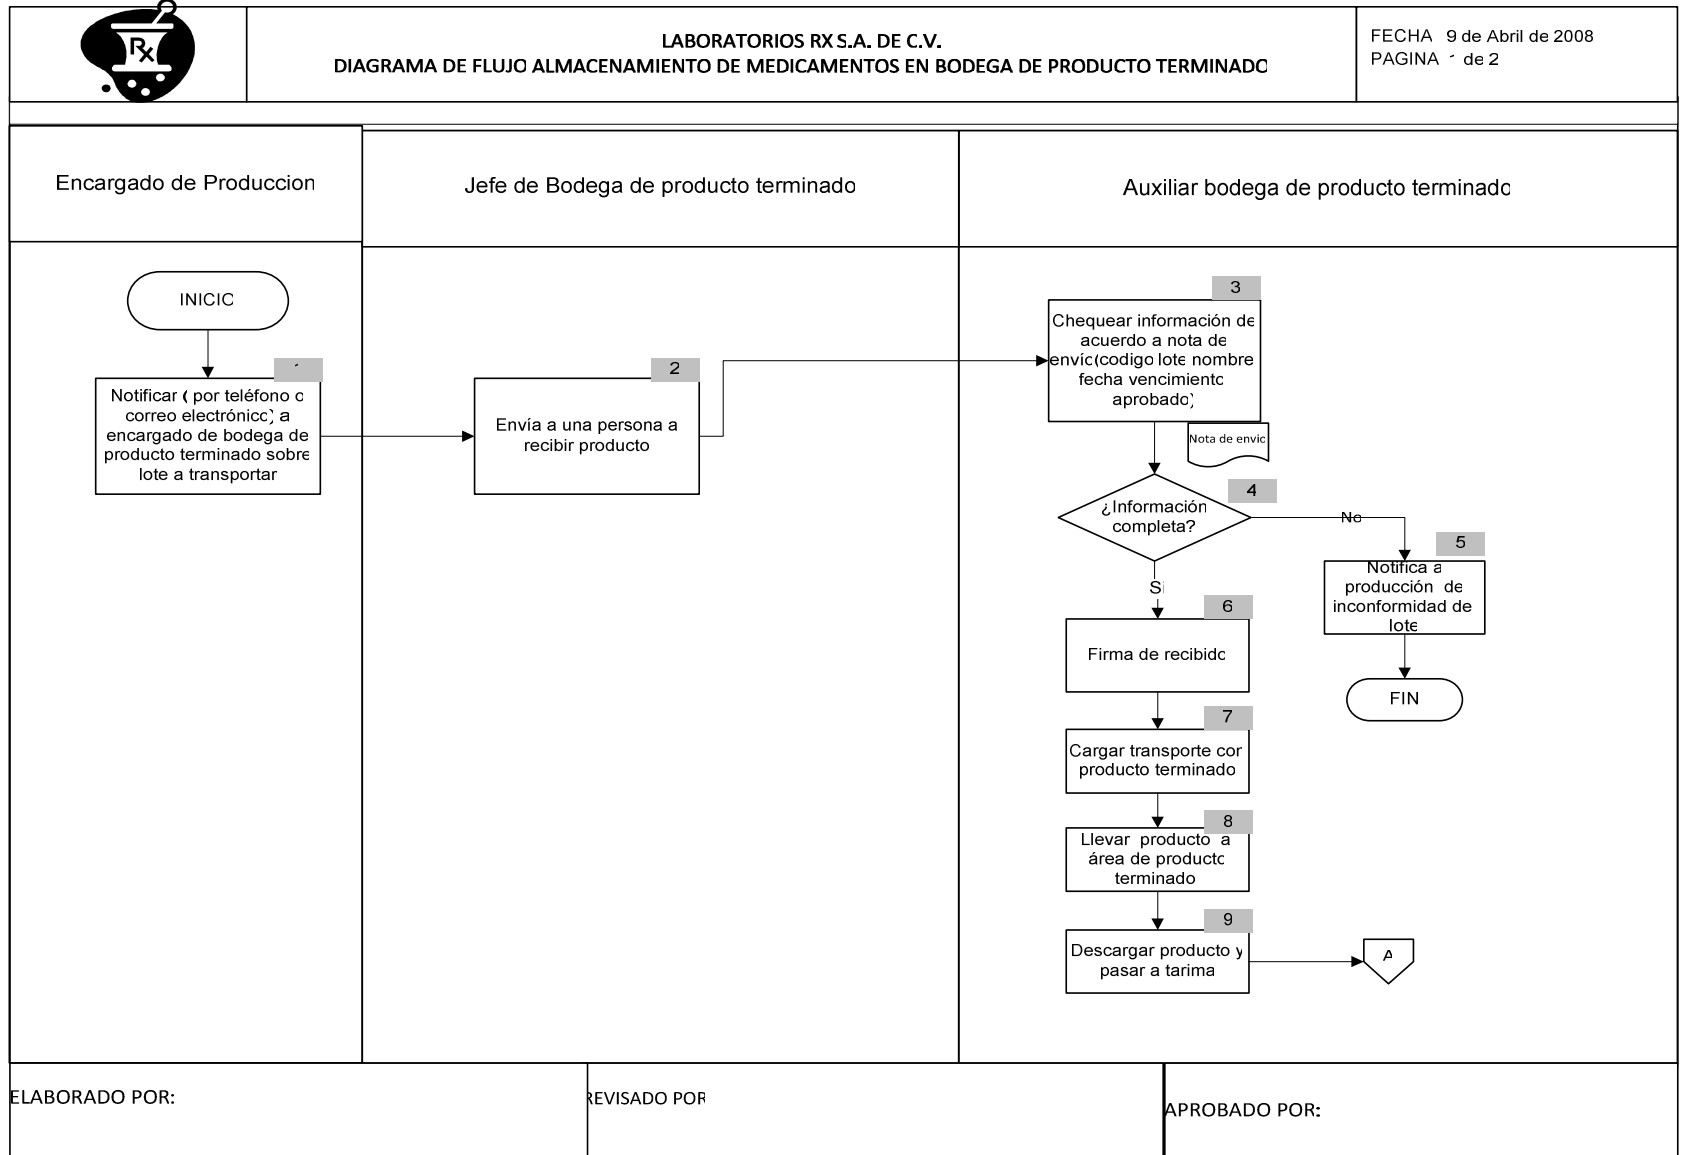 Rx
LABORATORIOS RX S.A. DE C.V.
DIAGRAMA DE FLUJO ALMACENAMIENTO DE MEDICAMENTOS EN BODEGA DE PRODUCTO TERMINADO
FECHA 9 de Abril de 2008
PAGINA 1 de 2
Encargado de Produccion
Jefe de Bodega de producto terminado
Auxiliar bodega de producto terminado
INICIO
1
Notificar ( por teléfono o
correo electrónico) a
encargado de bodega de
producto terminado sobre
lote a transportar
2
Envía a una persona a
recibir producto
3
Chequear información de
acuerdo a nota de
envío(codigo lote nombre
fecha vencimiento
aprobado)
Nota de envio
4
¿Información
completa?
No
5
Notifica a
producción de
inconformidad de
lote
FIN
Si
6
Firma de recibido
7
Cargar transporte con
producto terminado
8
Llevar producto a
área de producto
terminado
9
Descargar producto y
pasar a tarima
A
ELABORADO POR:
REVISADO POR
APROBADO POR: